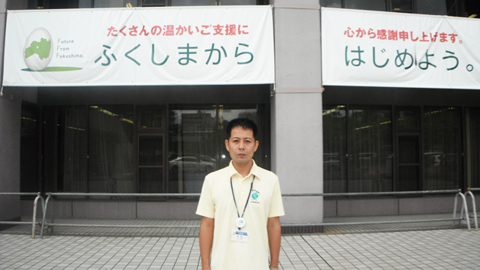 たくさんの温かいご支援に
ふくしまから
Future
From
Fukushima.
心から感謝申し上げます。
はじめよう。